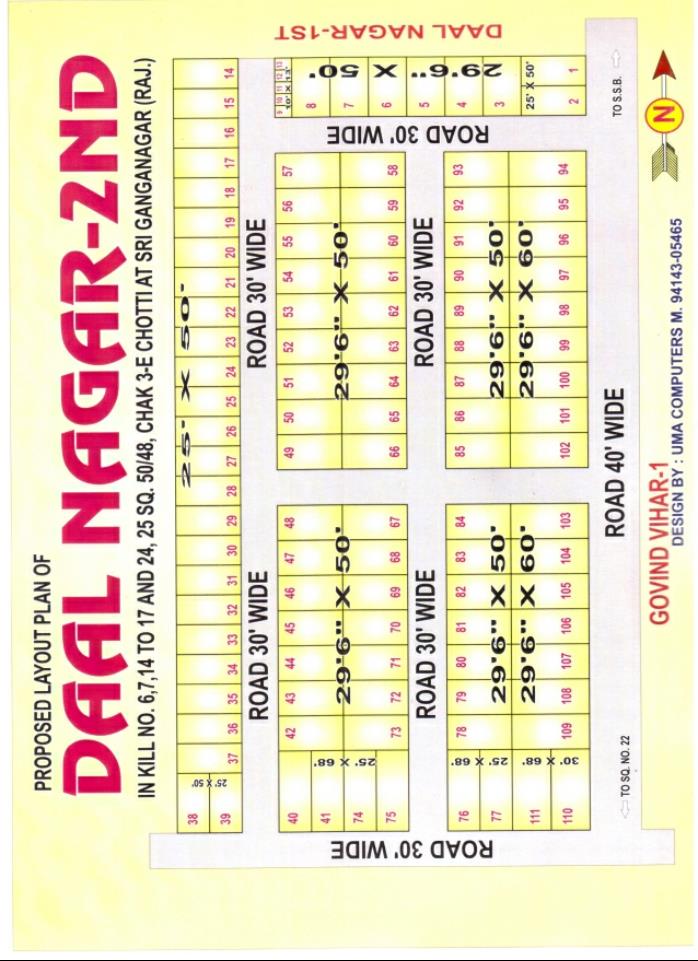 PROPOSED LAYOUT PLAN OF
DAAL NAGAR-2ND
IN KILL NO. 6,7,14 TO 17 AND 24, 25 SQ. 50/48, CHAK 3-E CHOTTI AT SRI GANGANAGAR (RAJ.)
38 37 36 35 34 33 32 31 30 29 28 27 26 25 24 23 22 21 20 19 18 17 16 15 14
39
25' X 50'
25' X 50'
ROAD 30' WIDE
ROAD 30' WIDE
40 42 43 44 45 46 47 48
41
29'6" X 50'
25' X 68'
74
75 73 72 71 70 69 68 67
49 50 51 52 53 54 55 56 57
29'6" X 50'
66 65 64 63 62 61 60 59 58
ROAD 30' WIDE
ROAD 30' WIDE
76 78 79 80 81 82 83 84
77
25' X 68'
29'6" X 50'
29'6" X 60'
30' X 68'
111
110 109 108 107 106 105 104 103
85 86 87 88 89 90 91 92 93
29'6" X 50'
29'6" X 60'
102 101 100 99 98 97 96 95 94
9 10 11 12 13
10' X 13'
8
7
6
5
4
3
29'6" X 50'
25' X 50'
2 1
ROAD 30' WIDE
ROAD 30' WIDE
DAAL NAGAR-1ST
TO SQ. NO. 22
ROAD 40' WIDE
TO S.S.B.
GOVIND VIHAR-1
DESIGN BY : UMA COMPUTERS M. 94143-05465
N